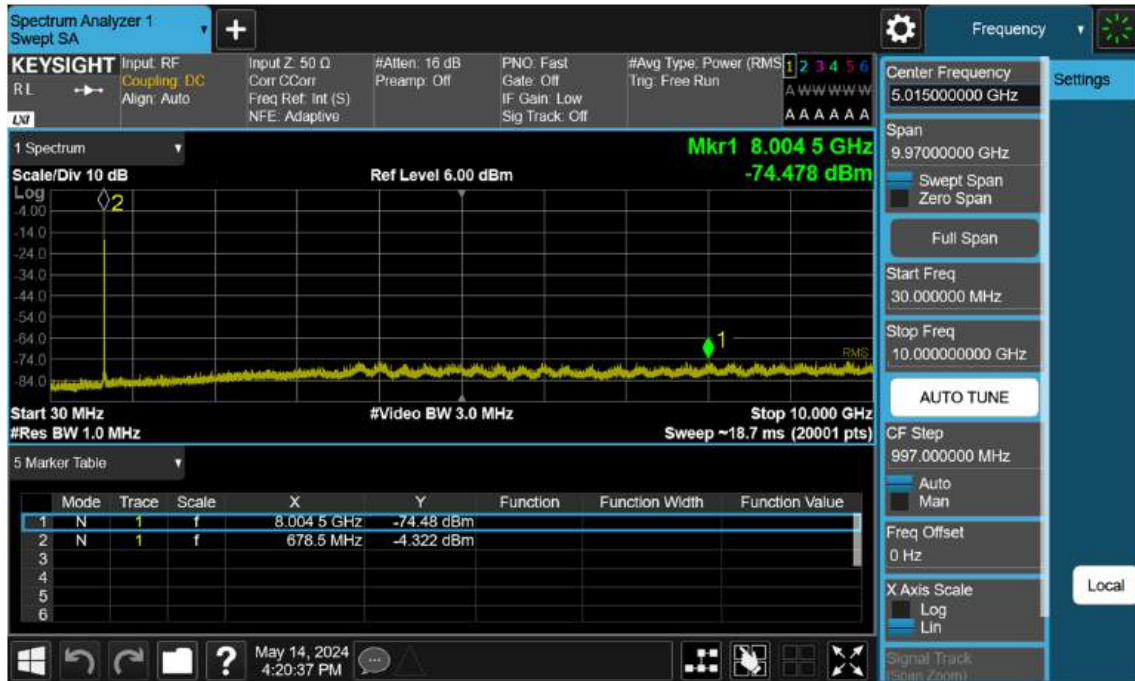 Spectrum Analyzer 1
Swept SA
Frequency
KEYSIGHT
RL
LXI
Input: RF
Coupling: DC
Align: Auto
Input Z: 50 Ω
Corr CCorr
Freq Ref: Int (S)
NFE: Adaptive
#Atten: 16 dB
Preamp: Off
PNO: Fast
Gate: Off
IF Gain: Low
Sig Track: Off
#Avg Type: Power (RMS
Trig: Free Run
1 2 3 4 5 6
A W W W W W
A A A A A A
1 Spectrum
Mkr1 8.004 5 GHz
-74.478 dBm
Scale/Div 10 dB
Ref Level 6.00 dBm
Log
-4.00
-14.0
-24.0
-34.0
-44.0
-54.0
-64.0
-74.0
-84.0
2
1
RMS
Start 30 MHz
#Video BW 3.0 MHz
Stop 10.000 GHz
#Res BW 1.0 MHz
Sweep ~18.7 ms (20001 pts)
5 Marker Table
Mode Trace Scale X Y Function Function Width Function Value
1 N 1 f 8.004 5 GHz -74.48 dBm
2 N 1 f 678.5 MHz -4.322 dBm
3
4
5
6
May 14, 2024
4:20:37 PM
Center Frequency
5.015000000 GHz
Settings
Span
9.97000000 GHz
Swept Span
Zero Span
Full Span
Start Freq
30.000000 MHz
Stop Freq
10.000000000 GHz
AUTO TUNE
CF Step
997.000000 MHz
Auto
Man
Freq Offset
0 Hz
X Axis Scale
Log
Lin
Local
Signal Track
(Span Zoom)